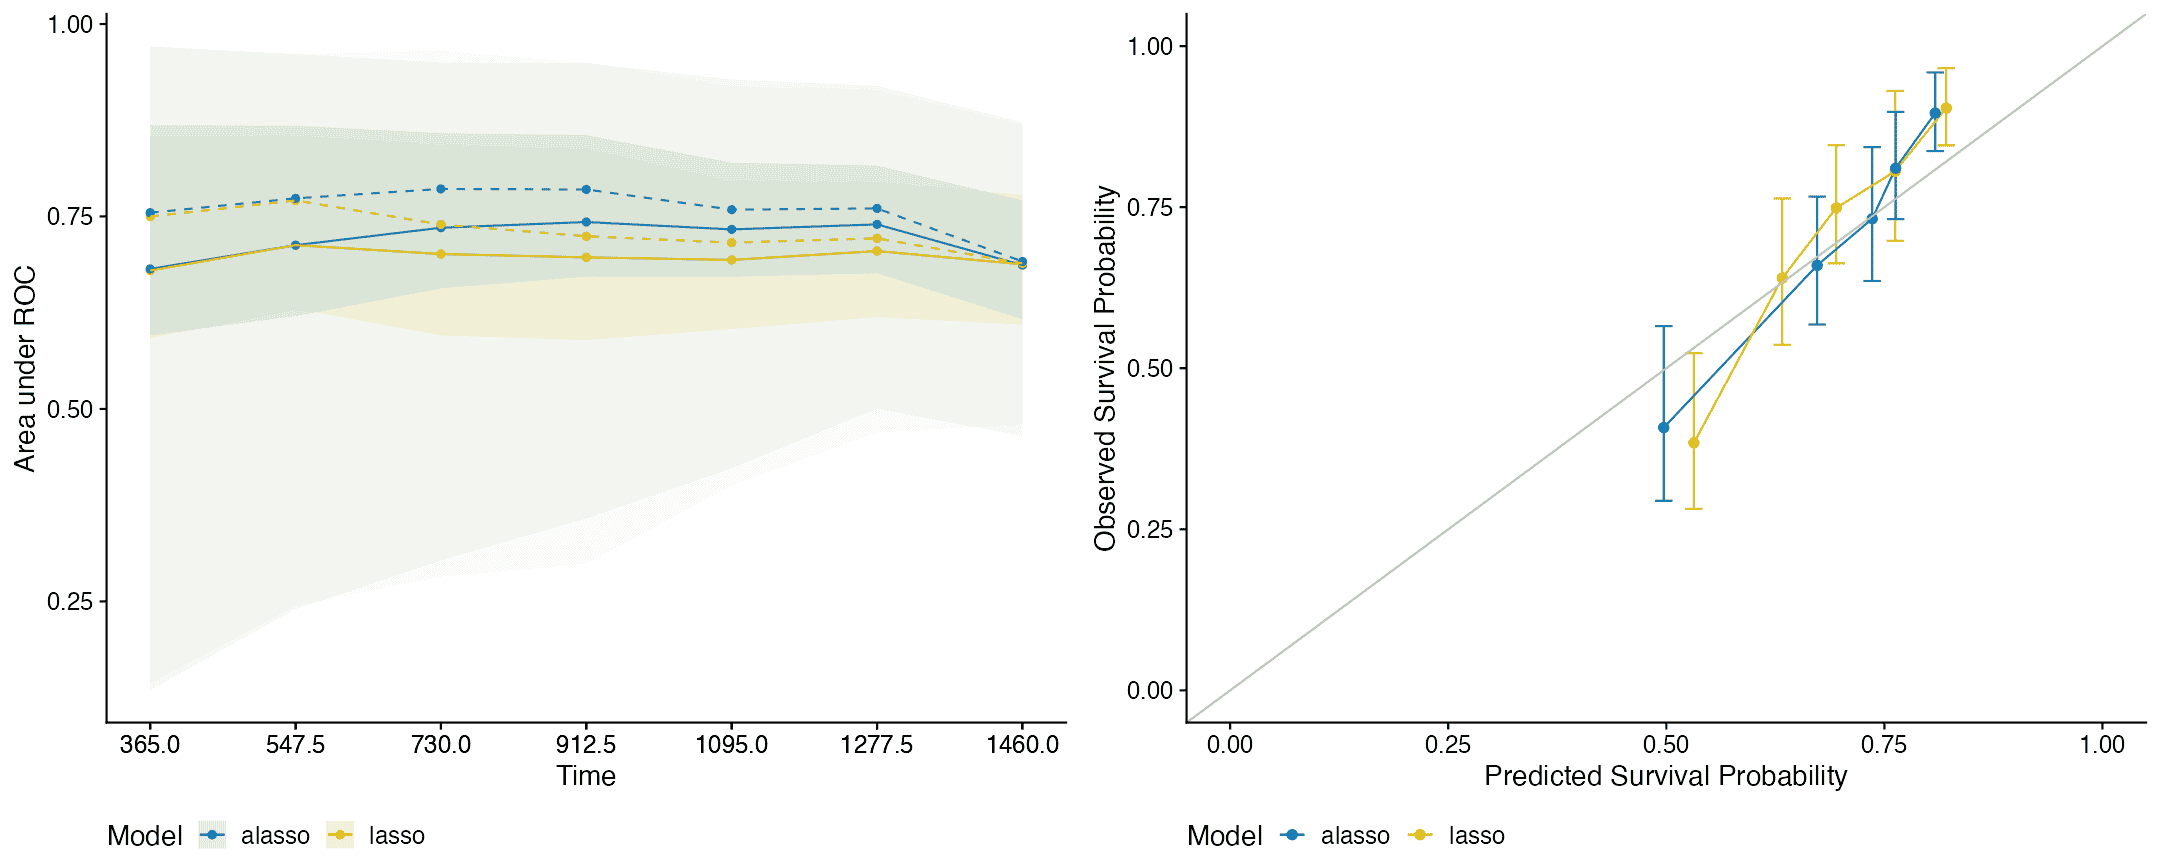 1.00
0.75
0.50
0.25
Area under ROC
365.0 547.5 730.0 912.5 1095.0 1277.5 1460.0
Time
Model alasso lasso
1.00
0.75
0.50
0.25
0.00
Observed Survival Probability
0.00 0.25 0.50 0.75 1.00
Predicted Survival Probability
Model alasso lasso